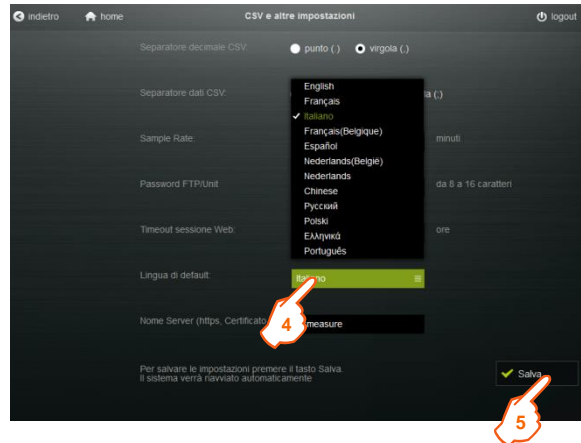 indietro home CSV e altre impostazioni logout
Separatore decimale CSV: punto (.) virgola (,)
English
Separatore dati CSV: (;)
Français
Italiano
Français(Belgique)
Sample Rate: minuti
Español
Nederlands(België)
Nederlands
Password FTP/Unit da 8 a 16 caratteri
Chinese
Русский
Polski
Timeout sessione Web: ore
Ελληνικά
Português
Lingua di default: Italiano
Nome Server (https, Certificato measure
4
Per salvare le impostazioni premere il tasto Salva.
Il sistema verrà riavviato automaticamente
Salva
5